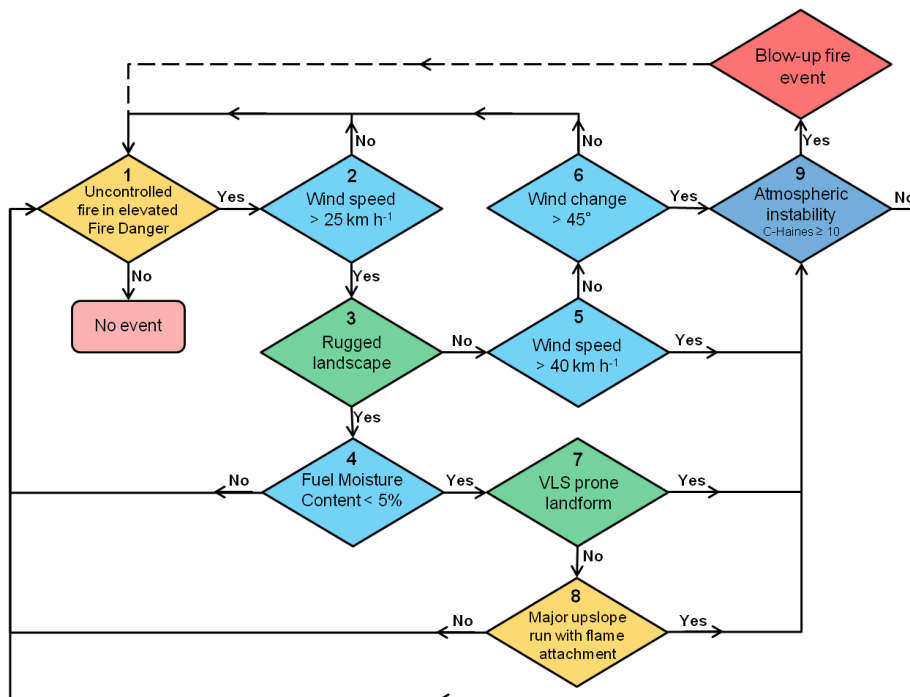 Blow-up fire
event
No
No
Yes
1
Uncontrolled
fire in elevated
Fire Danger
Yes
2
Wind speed
> 25 km h⁻¹
6
Wind change
> 45°
Yes
9
Atmospheric
instability
C-Haines ≥ 10
No
No
Yes
No
No event
3
Rugged
landscape
No
5
Wind speed
> 40 km h⁻¹
Yes
Yes
No
4
Fuel Moisture
Content < 5%
Yes
7
VLS prone
landform
Yes
No
No
8
Major upslope
run with flame
attachment
Yes